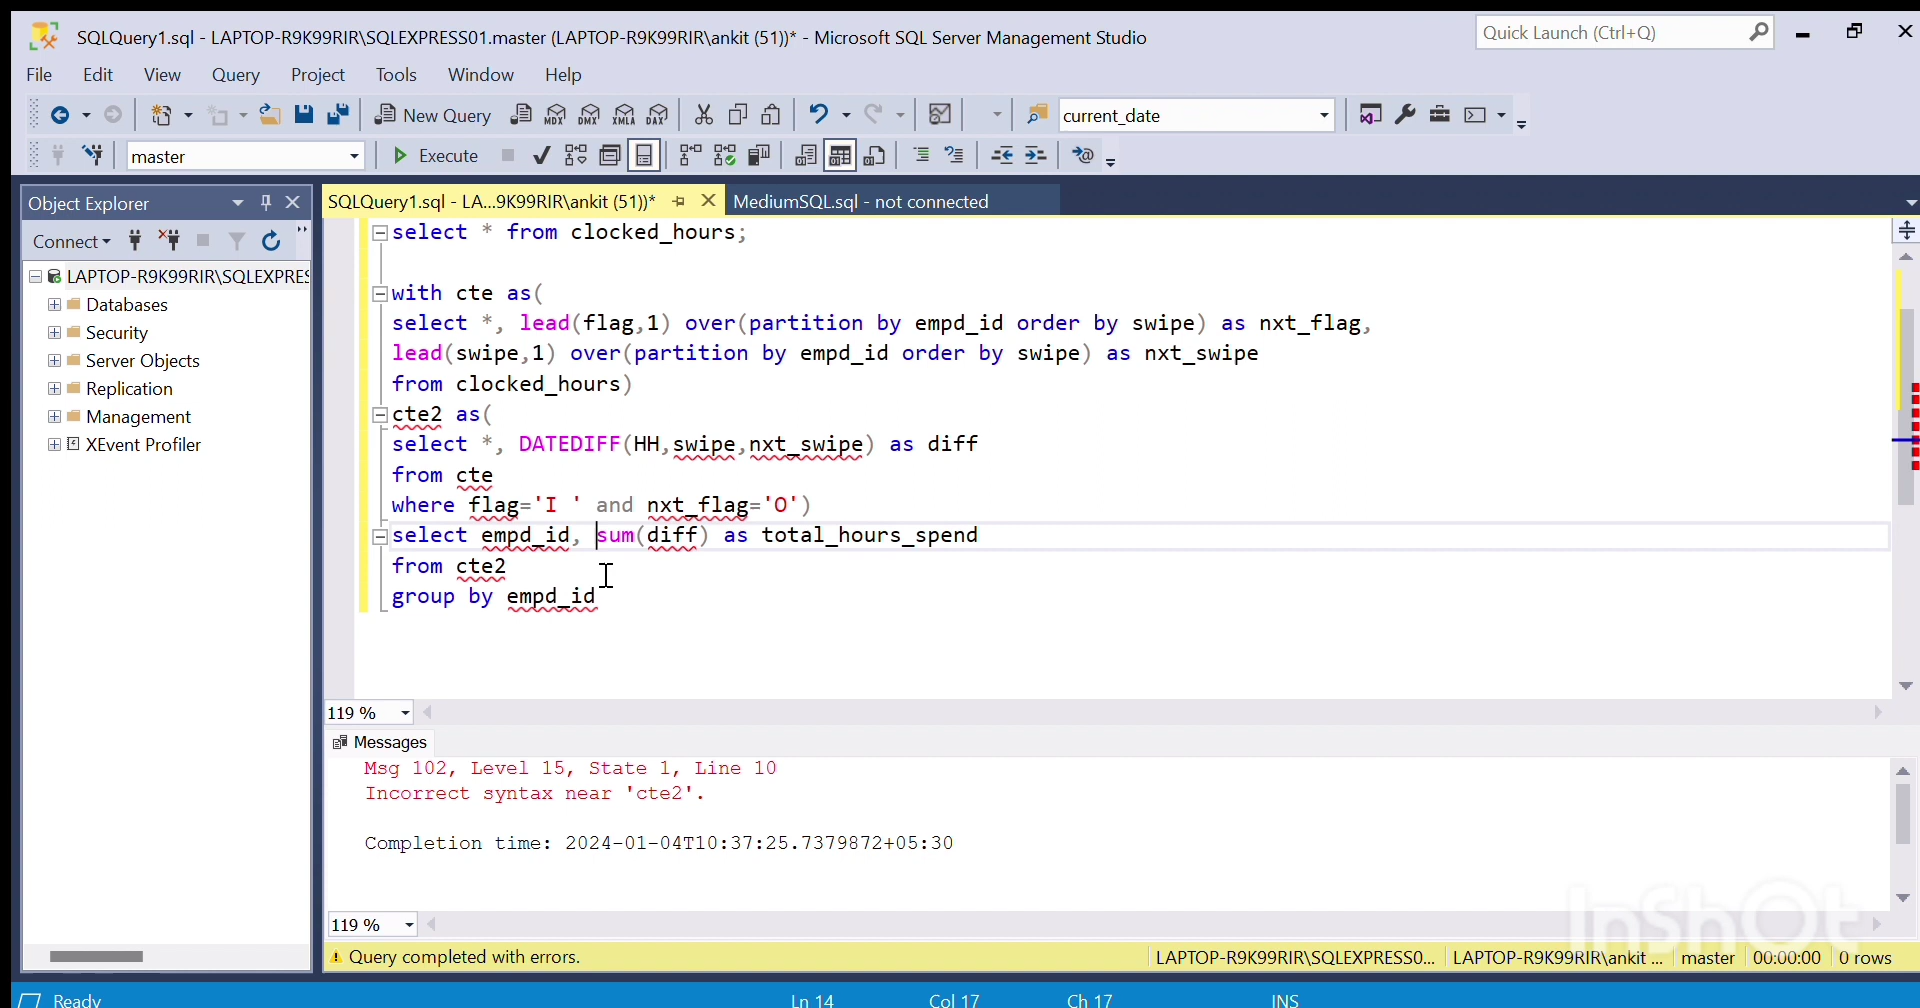 SQLQuery1.sql - LAPTOP-R9K99RIR\SQLEXPRESS01.master (LAPTOP-R9K99RIR\ankit (51))* - Microsoft SQL Server Management Studio
Quick Launch (Ctrl+Q)
File Edit View Query Project Tools Window Help
New Query MDX DMX XMLA DAX current_date
master Execute
Object Explorer
Connect
LAPTOP-R9K99RIR\SQLEXPRES
Databases
Security
Server Objects
Replication
Management
XEvent Profiler
SQLQuery1.sql - LA...9K99RIR\ankit (51))* MediumSQL.sql - not connected
select * from clocked_hours;
with cte as(
select *, lead(flag,1) over(partition by empd_id order by swipe) as nxt_flag,
lead(swipe,1) over(partition by empd_id order by swipe) as nxt_swipe
from clocked_hours)
cte2 as(
select *, DATEDIFF(HH,swipe,nxt_swipe) as diff
from cte
where flag='I ' and nxt_flag='O')
select empd_id, sum(diff) as total_hours_spend
from cte2
group by empd_id
119 %
Messages
Msg 102, Level 15, State 1, Line 10
Incorrect syntax near 'cte2'.
Completion time: 2024-01-04T10:37:25.7379872+05:30
119 %
InShOt
Query completed with errors. LAPTOP-R9K99RIR\SQLEXPRESS0... LAPTOP-R9K99RIR\ankit ... master 00:00:00 0 rows
Ready Ln 14 Col 17 Ch 17 INS